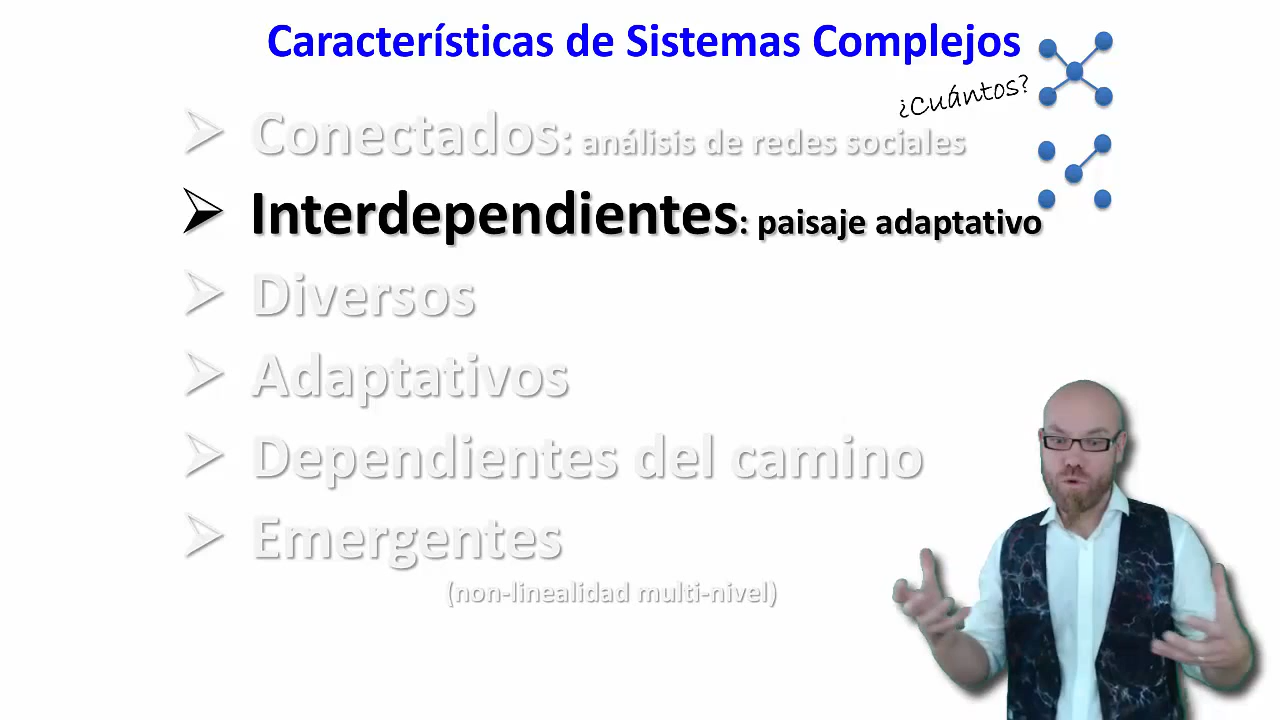 Características de Sistemas Complejos
¿Cuántos?
➢ Conectados: análisis de redes sociales
➢ Interdependientes: paisaje adaptativo
➢ Diversos
➢ Adaptativos
➢ Dependientes del camino
➢ Emergentes
(non-linealidad multi-nivel)